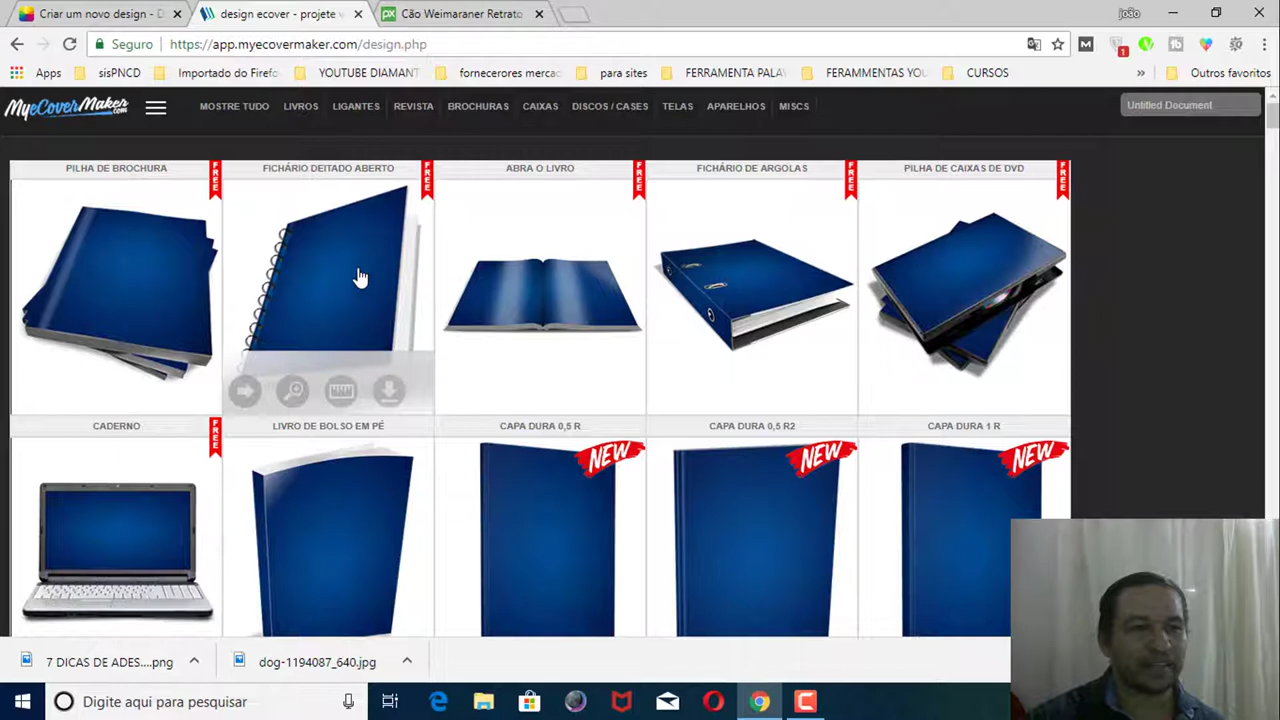 Criar um novo design - D
design ecover - projete v
Cão Weimaraner Retrato
joão
Seguro
https://app.myecovermaker.com/design.php
1
Apps
sisPNCD
Importado do Firefo
YOUTUBE DIAMANT
fornecerores merca
para sites
FERRAMENTA PALA
FERAMMENTAS YOU
CURSOS
Outros favoritos
MyeCoverMaker.com
MOSTRE TUDO
LIVROS
LIGANTES
REVISTA
BROCHURAS
CAIXAS
DISCOS / CASES
TELAS
APARELHOS
MISCS
Untitled Document
PILHA DE BROCHURA
FREE
FICHÁRIO DEITADO ABERTO
FREE
ABRA O LIVRO
FREE
FICHÁRIO DE ARGOLAS
FREE
PILHA DE CAIXAS DE DVD
FREE
CADERNO
FREE
LIVRO DE BOLSO EM PÉ
CAPA DURA 0,5 R
NEW
CAPA DURA 0,5 R2
NEW
CAPA DURA 1 R
NEW
7 DICAS DE ADES....png
dog-1194087_640.jpg
Digite aqui para pesquisar